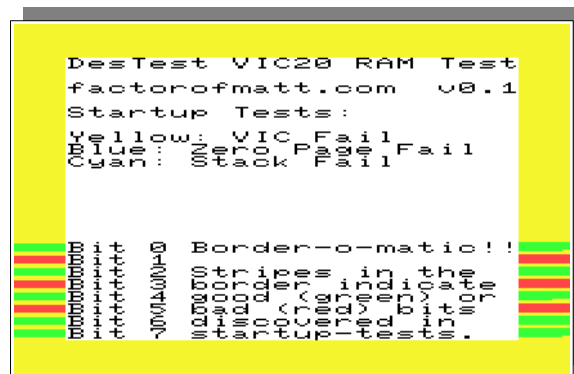 DesTest VIC20 RAM Test
factorofmatt.com v0.1
Startup Tests:
Yellow: VIC Fail
Blue: Zero Page Fail
Cyan: Stack Fail
Bit 0 Border-o-matic!!
Bit 1
Bit 2 Stripes in the
Bit 3 border indicate
Bit 4 good (green) or
Bit 5 bad (red) bits
Bit 6 discovered in
Bit 7 startup-tests.